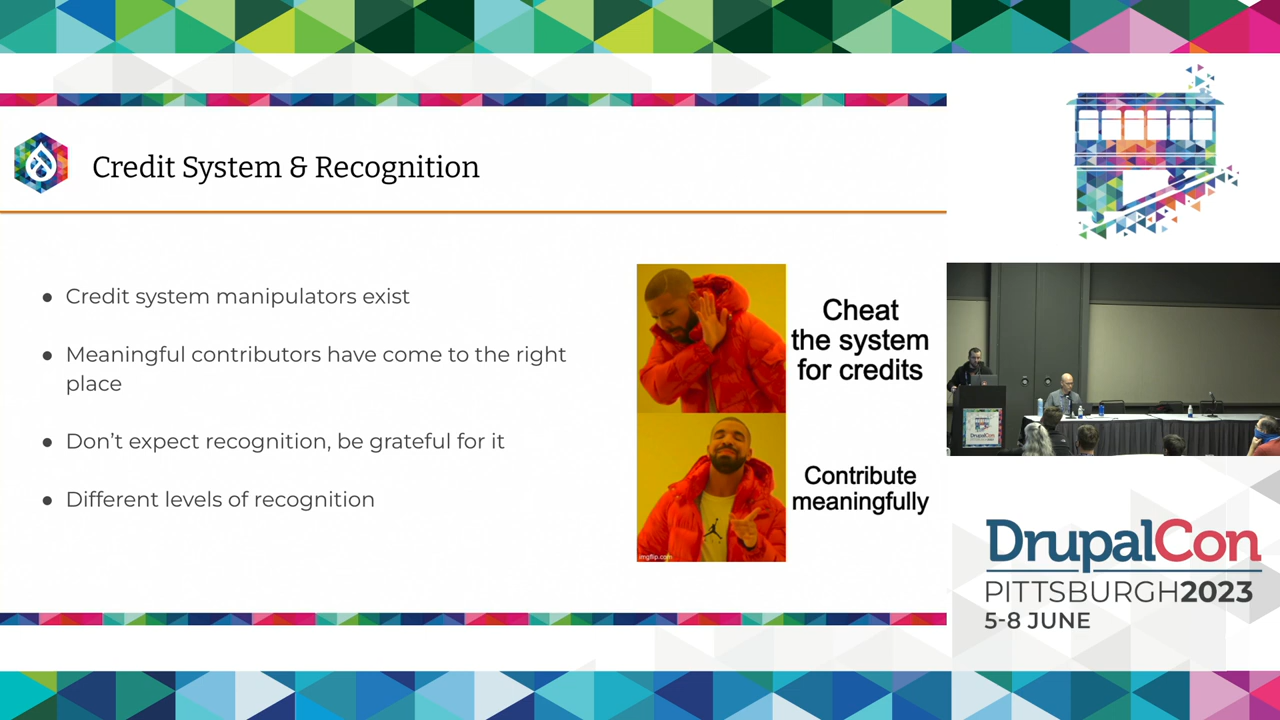 Credit System & Recognition
● Credit system manipulators exist
● Meaningful contributors have come to the right
place
● Don't expect recognition, be grateful for it
● Different levels of recognition
Cheat
the system
for credits
Contribute
meaningfully
imgflip.com
DrupalCon
DrupalCon
PITTSBURGH2023
5-8 JUNE